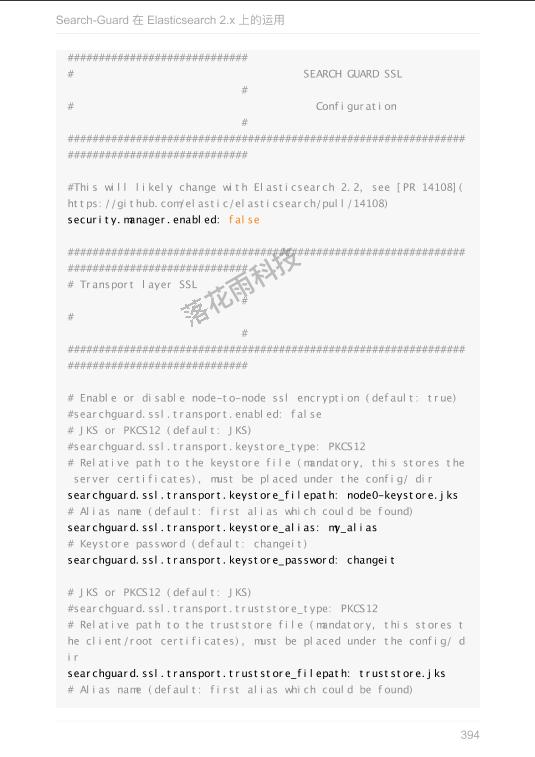 Search-Guard 在 Elasticsearch 2.x 上的运用
#############################
# SEARCH GUARD SSL
#
# Configuration
#
################################################################
#############################
#This will likely change with Elasticsearch 2.2, see [PR 14108](
https://github.com/elastic/elasticsearch/pull/14108)
security.manager.enabled: false
################################################################
#############################
# Transport layer SSL
#
#
#
################################################################
#############################
# Enable or disable node-to-node ssl encryption (default: true)
#searchguard.ssl.transport.enabled: false
# JKS or PKCS12 (default: JKS)
#searchguard.ssl.transport.keystore_type: PKCS12
# Relative path to the keystore file (mandatory, this stores the
server certificates), must be placed under the config/ dir
searchguard.ssl.transport.keystore_filepath: node0-keystore.jks
# Alias name (default: first alias which could be found)
searchguard.ssl.transport.keystore_alias: my_alias
# Keystore password (default: changeit)
searchguard.ssl.transport.keystore_password: changeit
# JKS or PKCS12 (default: JKS)
#searchguard.ssl.transport.truststore_type: PKCS12
# Relative path to the truststore file (mandatory, this stores t
he client/root certificates), must be placed under the config/ d
ir
searchguard.ssl.transport.truststore_filepath: truststore.jks
# Alias name (default: first alias which could be found)
落花雨科技
394